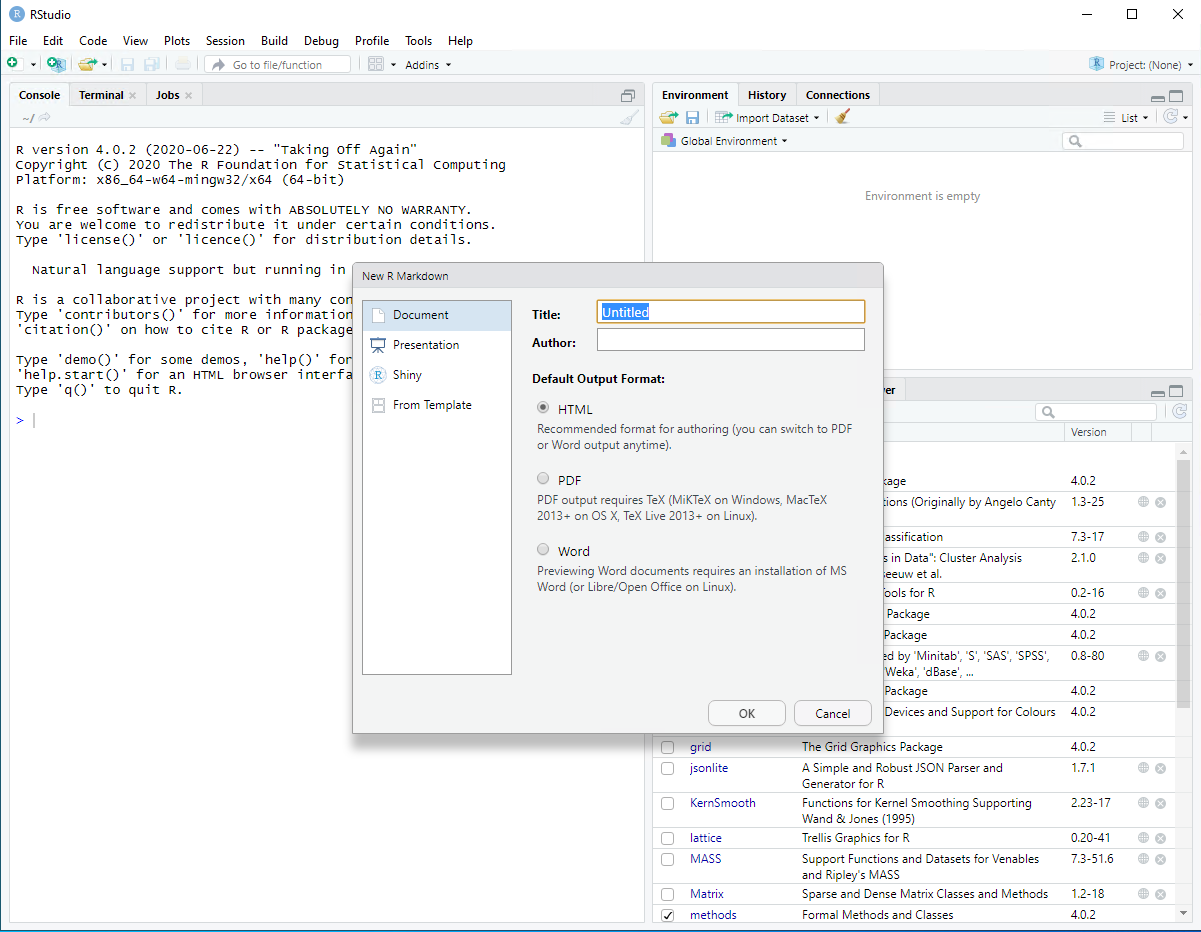 RStudio
File Edit Code View Plots Session Build Debug Profile Tools Help
Go to file/function
Addins
Project: (None)
Console Terminal Jobs
~/
R version 4.0.2 (2020-06-22) -- "Taking Off Again"
Copyright (C) 2020 The R Foundation for Statistical Computing
Platform: x86_64-w64-mingw32/x64 (64-bit)
R is free software and comes with ABSOLUTELY NO WARRANTY.
You are welcome to redistribute it under certain conditions.
Type 'license()' or 'licence()' for distribution details.
Natural language support but running in
R is a collaborative project with many con
Type 'contributors()' for more information
'citation()' on how to cite R or R package
Type 'demo()' for some demos, 'help()' for
'help.start()' for an HTML browser interfa
Type 'q()' to quit R.
>
Environment History Connections
Import Dataset
List
Global Environment
Environment is empty
New R Markdown
Document
Presentation
Shiny
From Template
Title: Untitled
Author:
Default Output Format:
HTML
Recommended format for authoring (you can switch to PDF
or Word output anytime).
PDF
PDF output requires TeX (MiKTeX on Windows, MacTeX
2013+ on OS X, TeX Live 2013+ on Linux).
Word
Previewing Word documents requires an installation of MS
Word (or Libre/Open Office on Linux).
OK Cancel
er
Version
kage 4.0.2
tions (Originally by Angelo Canty 1.3-25
assification 7.3-17
s in Data": Cluster Analysis 2.1.0
seeuw et al.
Tools for R 0.2-16
Package 4.0.2
Package 4.0.2
ed by 'Minitab', 'S', 'SAS', 'SPSS', 0.8-80
'Weka', 'dBase', ...
Package 4.0.2
Devices and Support for Colours 4.0.2
grid The Grid Graphics Package 4.0.2
jsonlite A Simple and Robust JSON Parser and 1.7.1
Generator for R
KernSmooth Functions for Kernel Smoothing Supporting 2.23-17
Wand & Jones (1995)
lattice Trellis Graphics for R 0.20-41
MASS Support Functions and Datasets for Venables 7.3-51.6
and Ripley's MASS
Matrix Sparse and Dense Matrix Classes and Methods 1.2-18
methods Formal Methods and Classes 4.0.2